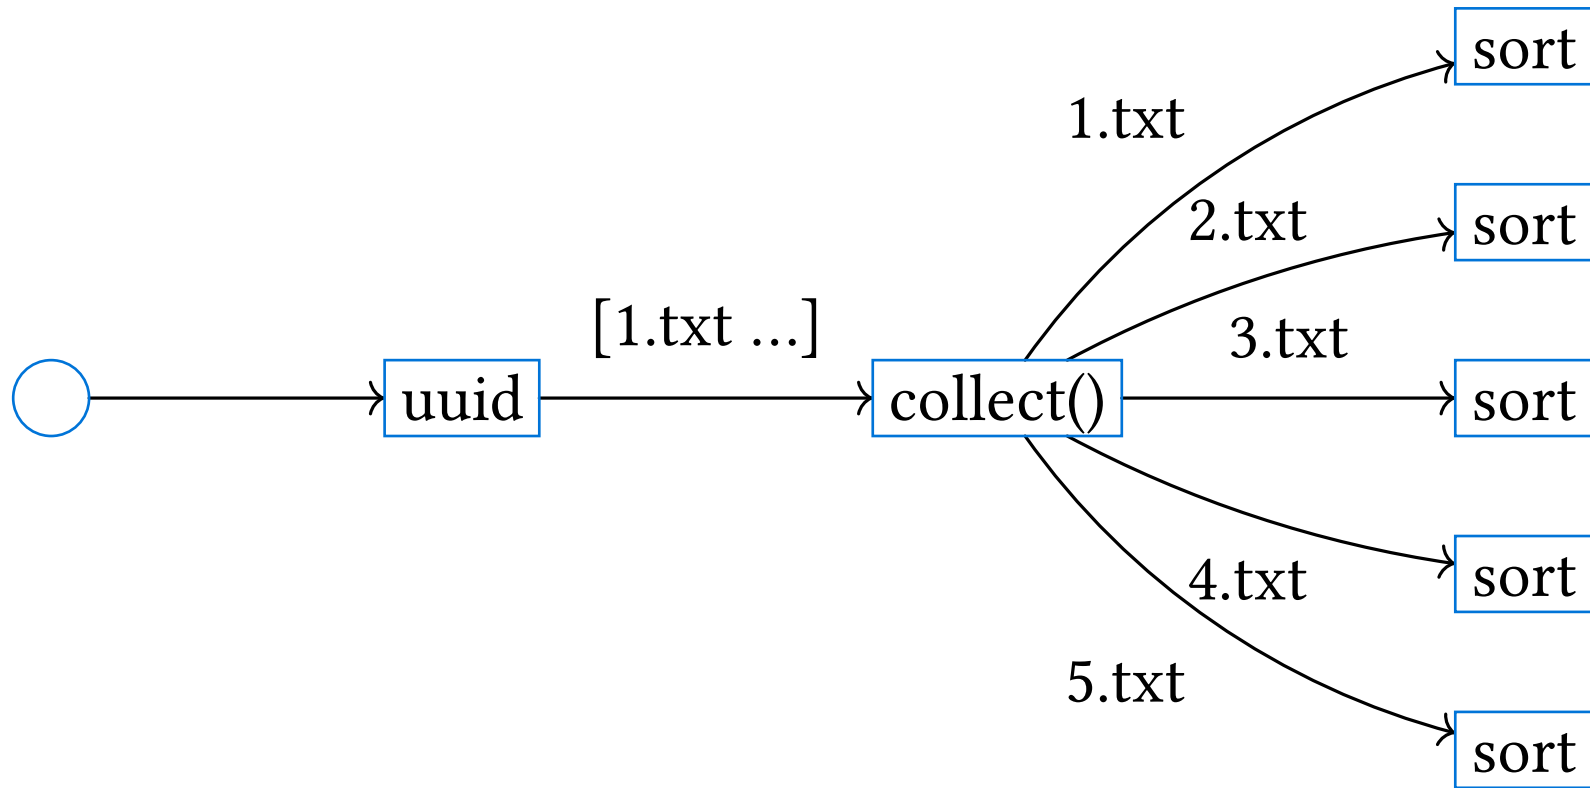 sort
1.txt
sort
2.txt
[1.txt ...]
3.txt
uuid
collect()
sort
4.txt
sort
5.txt
sort